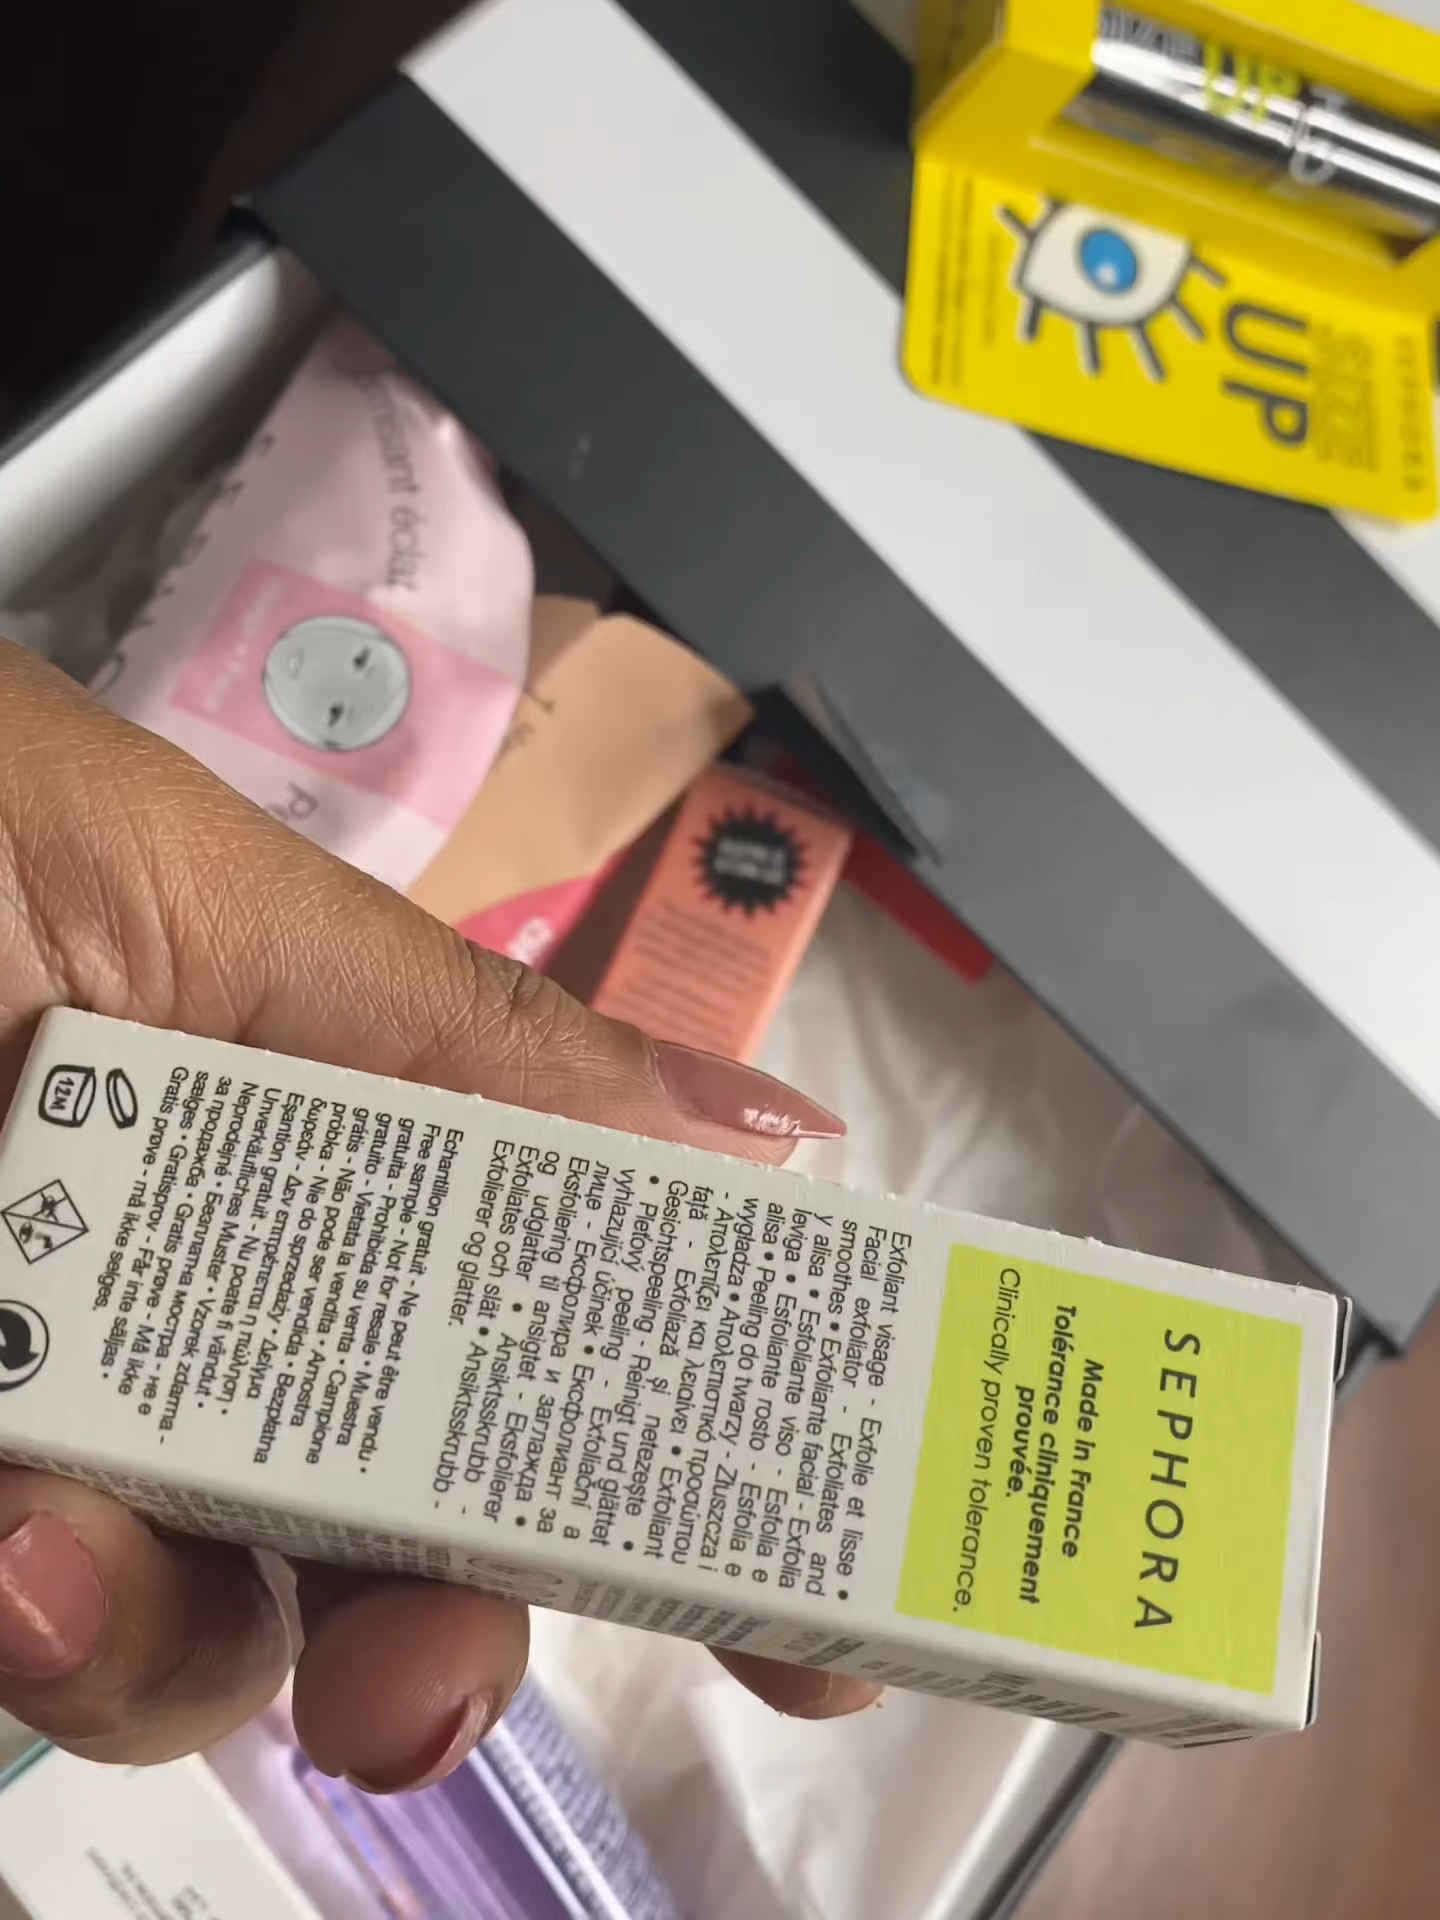 SEPHORA
Made in France
Tolérance cliniquement
prouvée.
Clinically proven tolerance.
Exfoliant visage - Exfolie et lisse •
Facial exfoliator - Exfoliates and
smoothes • Exfoliante facial - Exfolia
y alisa • Esfoliante viso - Esfolia e
leviga • Esfoliante rosto - Esfolia e
alisa • Peeling do twarzy - Złuszcza i
wygładza • Απολεπιστικό προσώπου
- Απολεπίζει και λειαίνει • Exfoliant
față - Exfoliază și netezește •
Gesichtspeeling - Reinigt und glättet
• Pleťový peeling - Exfoliační a
vyhlazující účinek • Ексфолиант за
лице - Ексфолира и заглажда •
Eksfoliering til ansigtet - Eksfolierer
og udglatter • Ansiktsskrubb -
Exfoliates och slät • Ansiktsskrubb -
Exfolierer og glatter.
Echantillon gratuit - Ne peut être vendu •
Free sample - Not for resale • Muestra
gratuita - Prohibida su venta • Campione
gratuito - Vietata la vendita • Amostra
grátis - Não pode ser vendida • Bezpłatna
próbka - Nie do sprzedaży • Δείγμα
δωρεάν - Δεν επιτρέπεται η πώληση •
Eșantion gratuit - Nu poate fi vândut •
Unverkäufliches Muster • Vzorek zdarma -
Neprodejné • Безплатна мостра - не е
за продажба • Gratis prøve - Må ikke
sælges • Gratisprov - Får inte säljas •
Gratis prøve - må ikke selges.
12M
UP
SIZE
SEPHORA
éclat